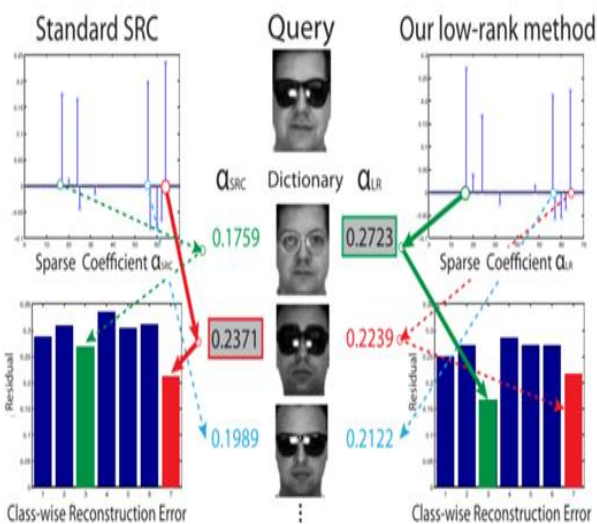 Standard SRC
Query
Our low-rank method
αSRC Dictionary αLR
0.1759
0.2723
Sparse Coefficient αSRC
Sparse Coefficient αLR
0.2371
0.2239
0.1989
0.2122
Residual
Residual
1 2 3 4 5 6 7
1 2 3 4 5 6 7
Class-wise Reconstruction Error
Class-wise Reconstruction Error